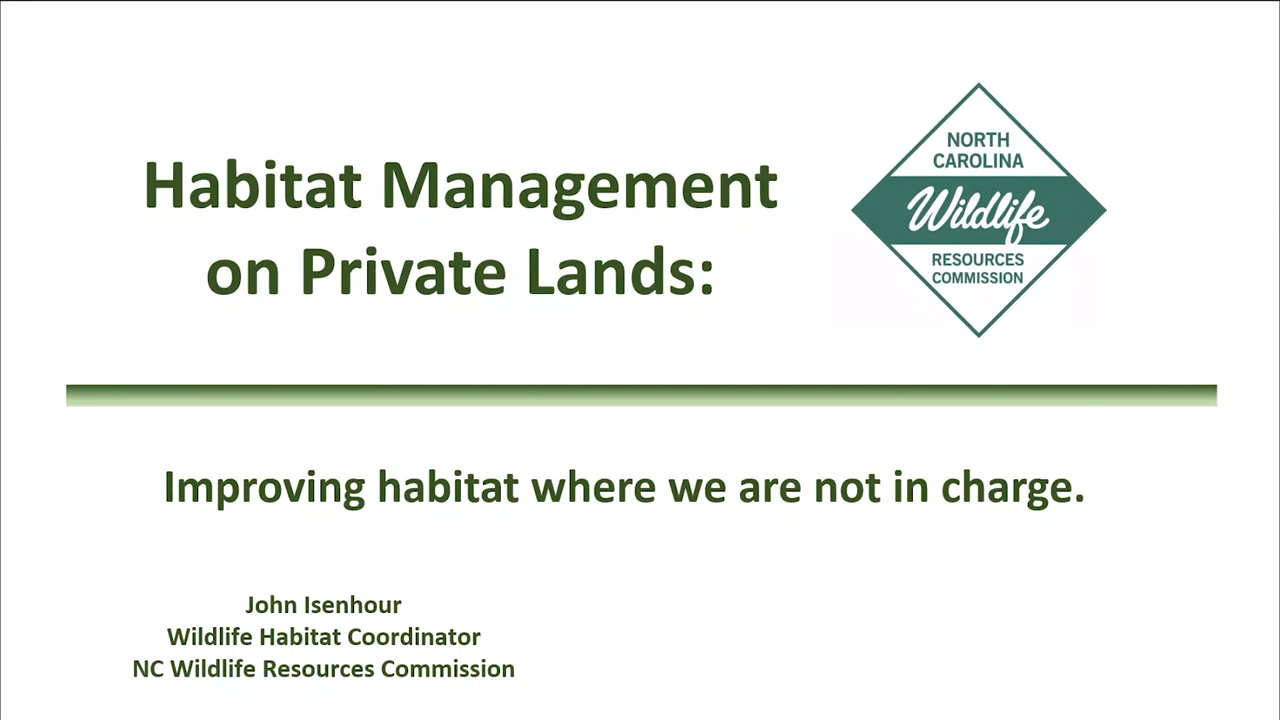 Habitat Management
on Private Lands:
NORTH
CAROLINA
Wildlife
RESOURCES
COMMISSION
Improving habitat where we are not in charge.
John Isenhour
Wildlife Habitat Coordinator
NC Wildlife Resources Commission